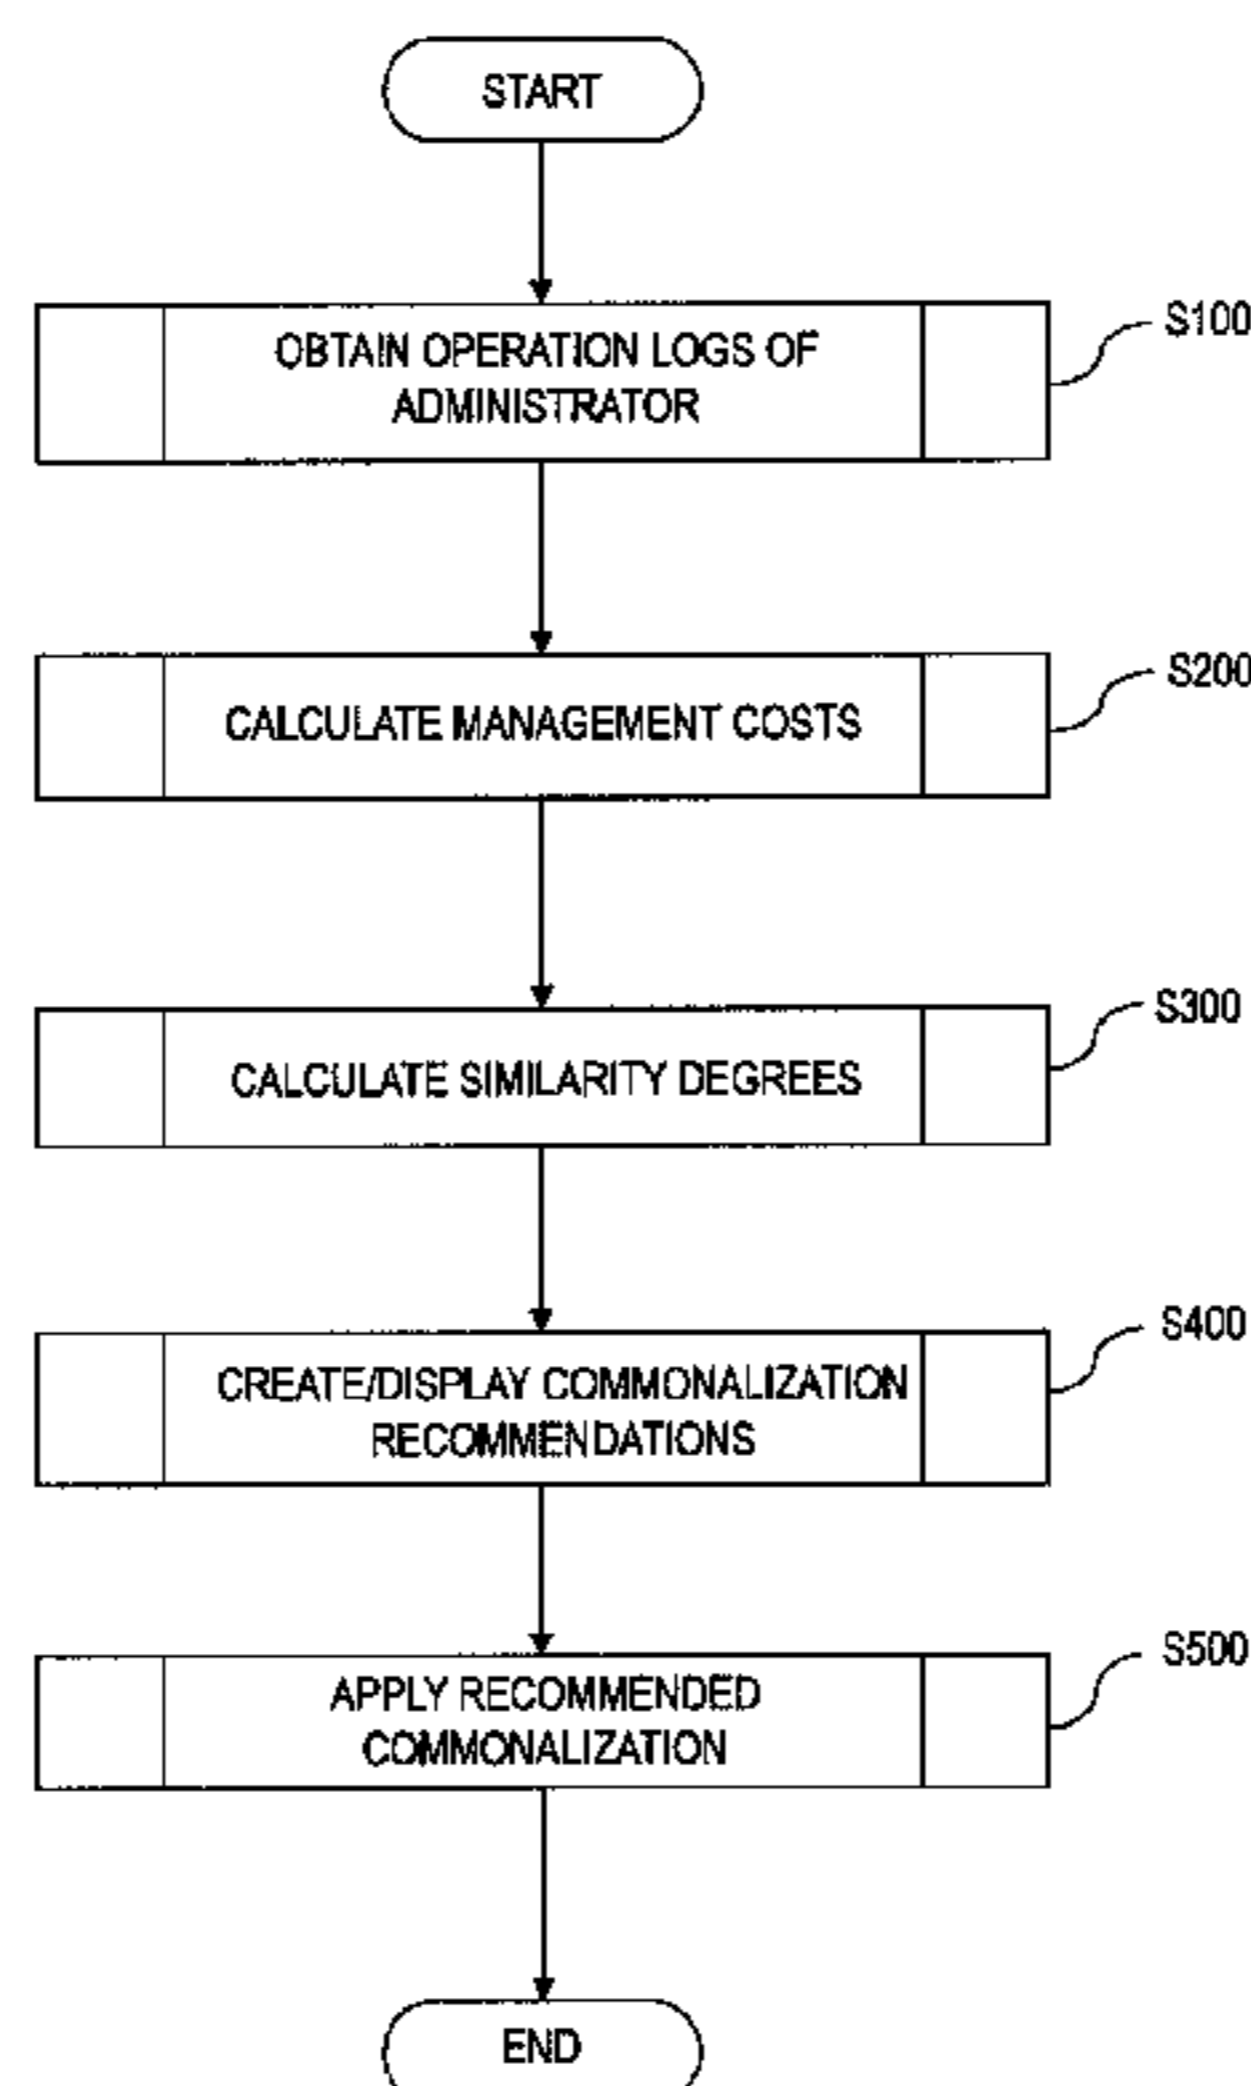 START
OBTAIN OPERATION LOGS OF
ADMINISTRATOR
S100
CALCULATE MANAGEMENT COSTS
S200
CALCULATE SIMILARITY DEGREES
S300
CREATE/DISPLAY COMMONALIZATION
RECOMMENDATIONS
S400
APPLY RECOMMENDED
COMMONALIZATION
S500
END